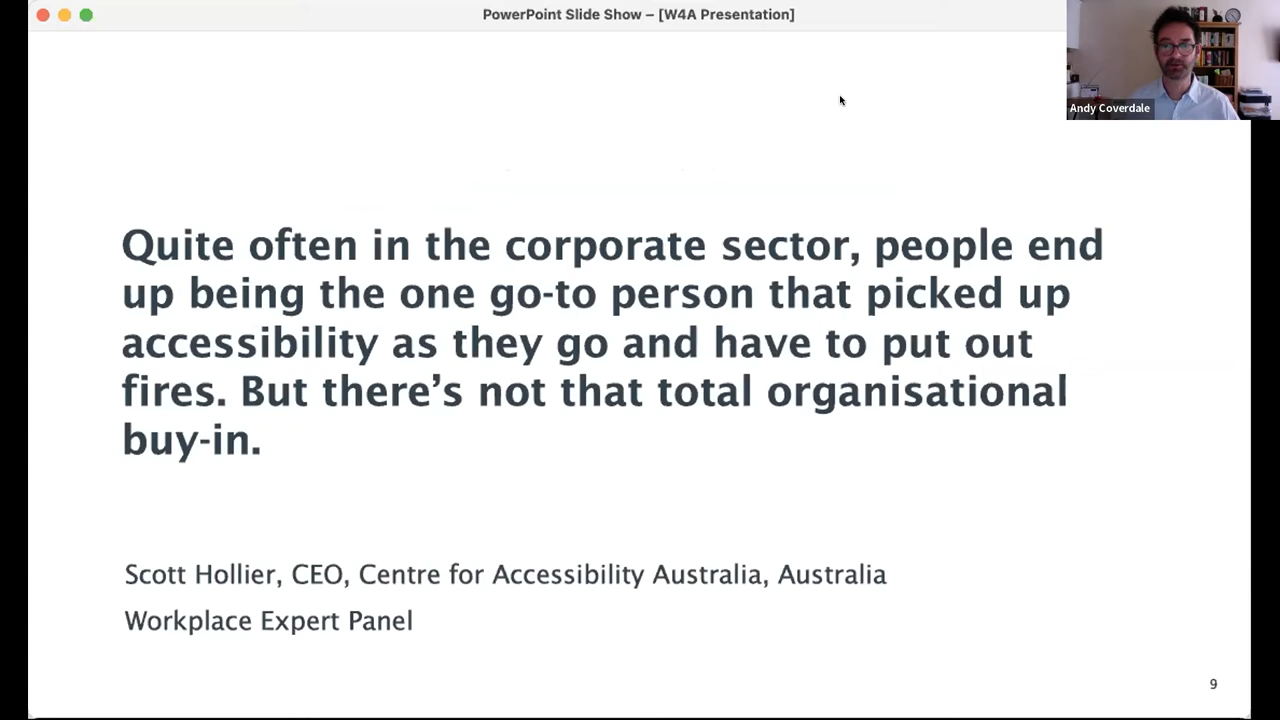 PowerPoint Slide Show – [W4A Presentation]
Andy Coverdale
Quite often in the corporate sector, people end
up being the one go-to person that picked up
accessibility as they go and have to put out
fires. But there’s not that total organisational
buy-in.
Scott Hollier, CEO, Centre for Accessibility Australia, Australia
Workplace Expert Panel
9